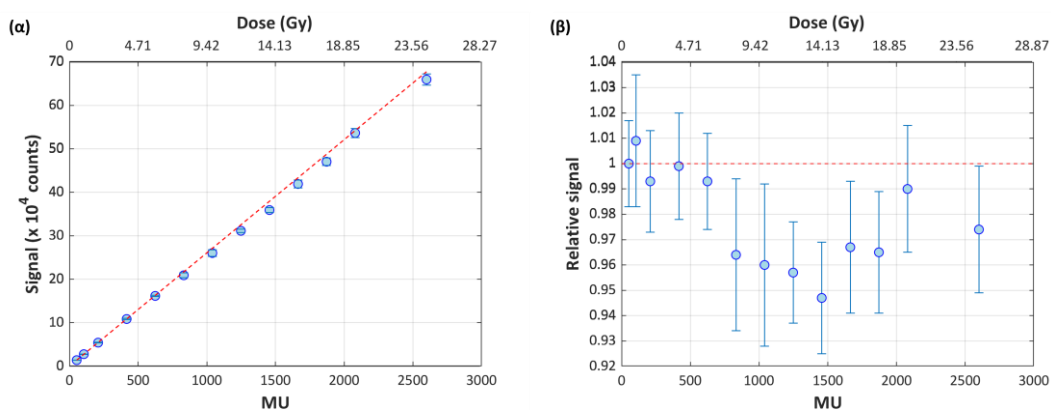 (α)
Dose (Gy)
0 4.71 9.42 14.13 18.85 23.56 28.27
70
60
50
40
30
20
10
0
Signal (x 10⁴ counts)
0 500 1000 1500 2000 2500 3000
MU
(β)
Dose (Gy)
0 4.71 9.42 14.13 18.85 23.56 28.87
1.04
1.03
1.02
1.01
1
0.99
0.98
0.97
0.96
0.95
0.94
0.93
0.92
Relative signal
0 500 1000 1500 2000 2500 3000
MU